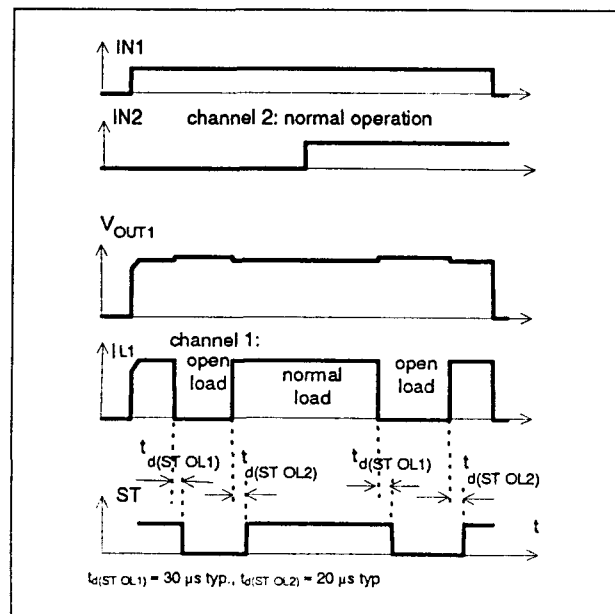 IN1
IN2 channel 2: normal operation
VOUT1
channel 1:
IL1
open load
normal load
open load
td(ST OL1)
td(ST OL2)
td(ST OL1)
td(ST OL2)
ST
t
td(ST OL1) = 30 µs typ., td(ST OL2) = 20 µs typ